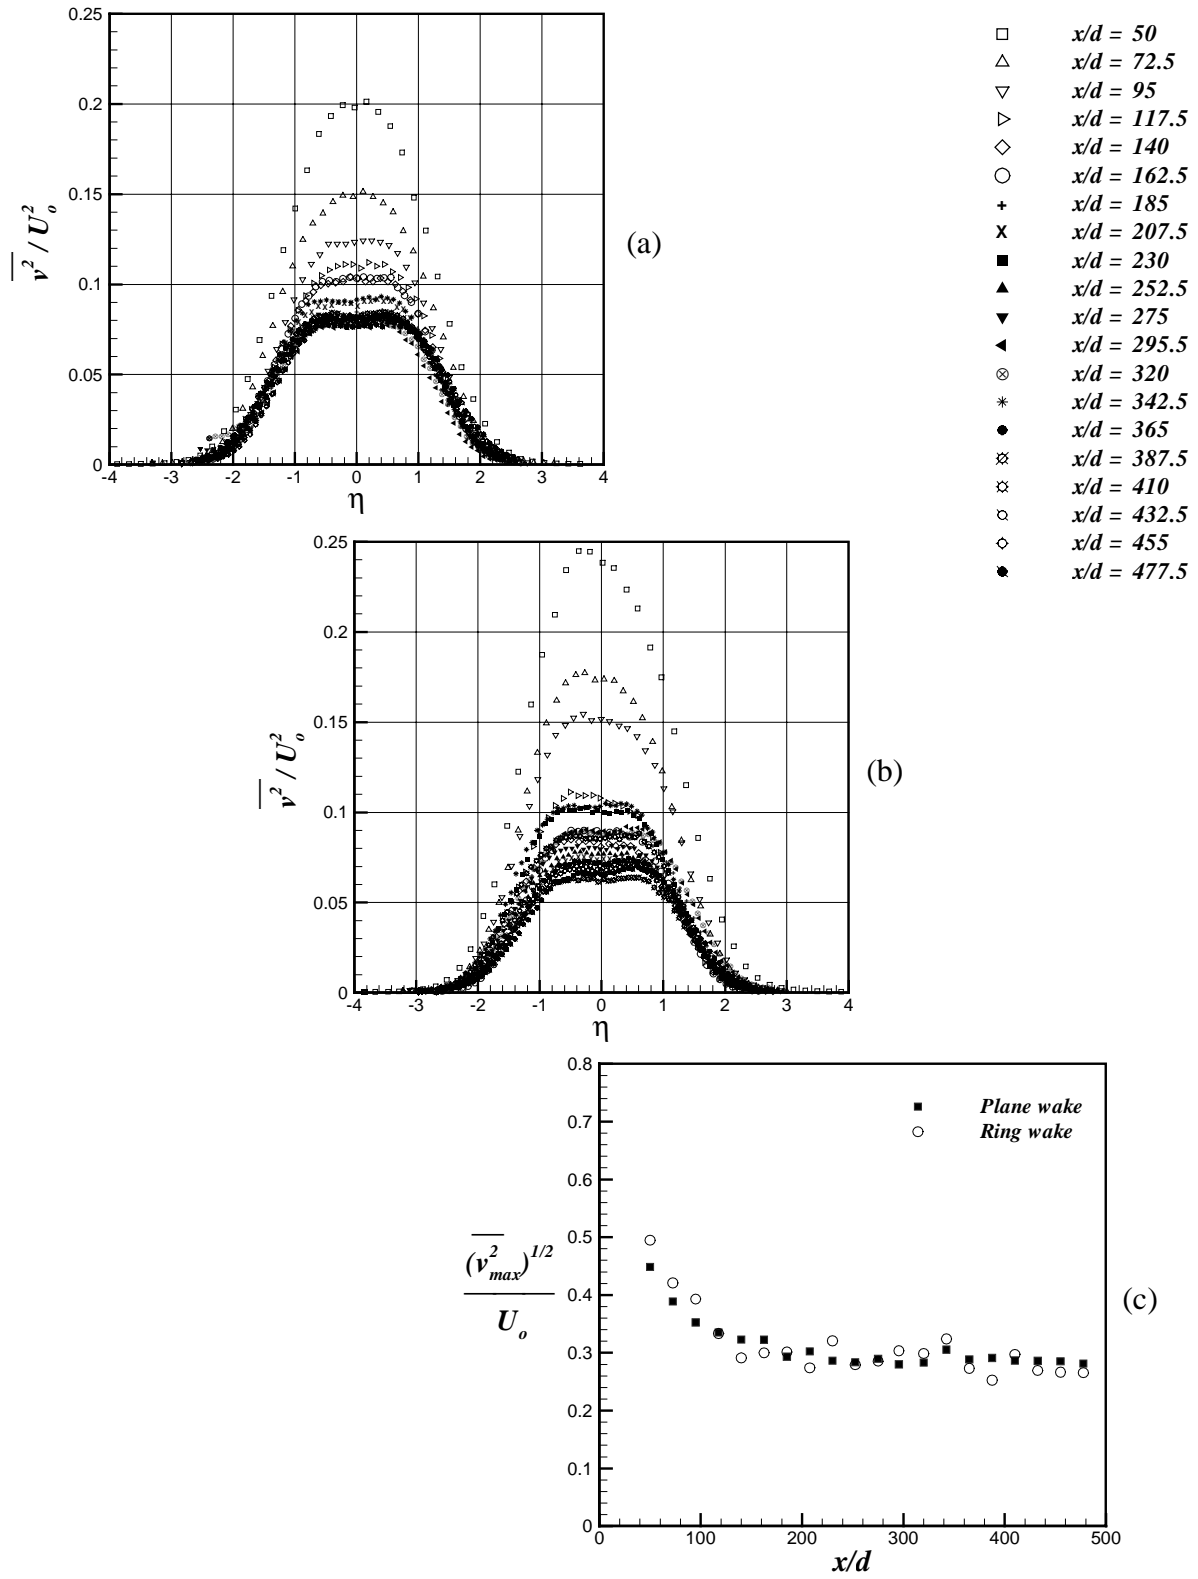 0.25
0.2
0.15
0.1
0.05
0
-4 -3 -2 -1 0 1 2 3 4
η
v² / U_o²
(a)
x/d = 50
x/d = 72.5
x/d = 95
x/d = 117.5
x/d = 140
x/d = 162.5
x/d = 185
x/d = 207.5
x/d = 230
x/d = 252.5
x/d = 275
x/d = 295.5
x/d = 320
x/d = 342.5
x/d = 365
x/d = 387.5
x/d = 410
x/d = 432.5
x/d = 455
x/d = 477.5
0.25
0.2
0.15
0.1
0.05
0
-4 -3 -2 -1 0 1 2 3 4
η
v² / U_o²
(b)
0.8
0.7
0.6
0.5
0.4
0.3
0.2
0.1
0
0 100 200 300 400 500
x/d
(v²_max)^1/2
U_o
Plane wake
Ring wake
(c)